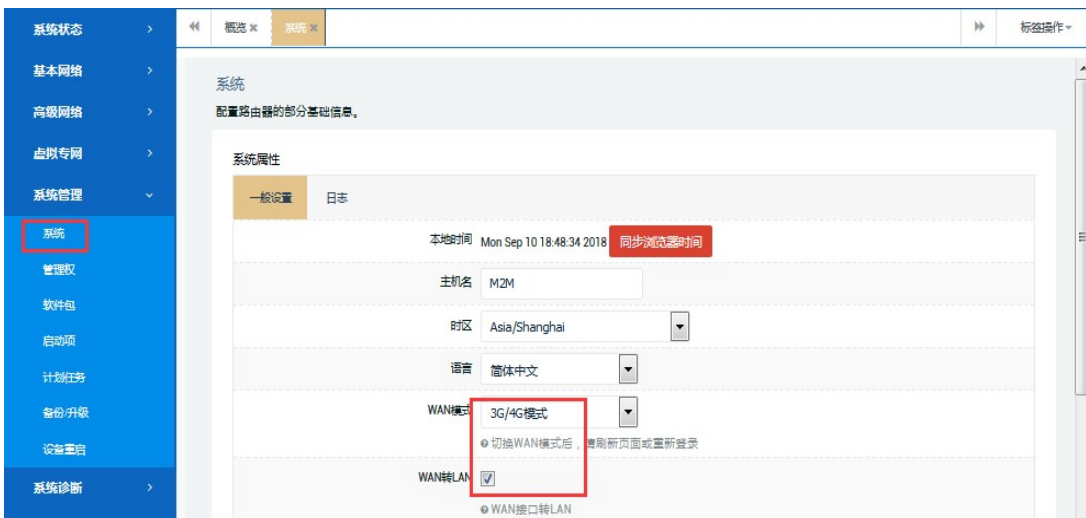 系统状态
基本网络
高级网络
虚拟专网
系统管理
系统
管理权
软件包
启动项
计划任务
备份/升级
设备重启
系统诊断
概览
系统
标签操作
系统
配置路由器的部分基础信息。
系统属性
一般设置 日志
本地时间 Mon Sep 10 18:48:34 2018 同步浏览器时间
主机名 M2M
时区 Asia/Shanghai
语言 简体中文
WAN模式 3G/4G模式
切换WAN模式后，请刷新页面或重新登录
WAN转LAN
WAN接口转LAN